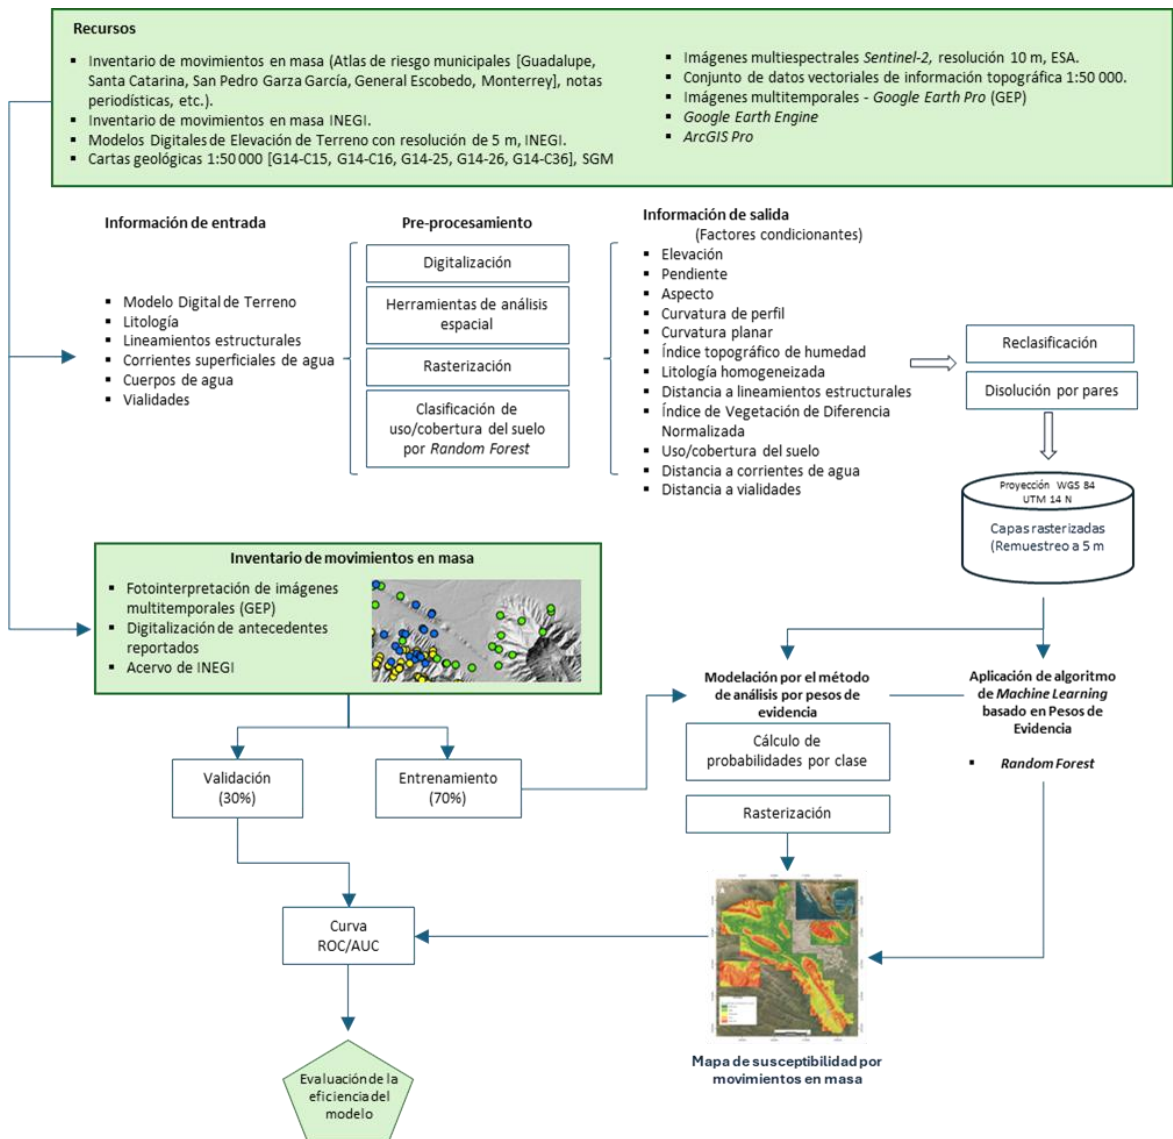 Recursos
▪ Inventario de movimientos en masa (Atlas de riesgo municipales [Guadalupe,
Santa Catarina, San Pedro Garza García, General Escobedo, Monterrey], notas
periodísticas, etc.).
▪ Inventario de movimientos en masa INEGI.
▪ Modelos Digitales de Elevación de Terreno con resolución de 5 m, INEGI.
▪ Cartas geológicas 1:50 000 [G14-C15, G14-C16, G14-25, G14-26, G14-C36], SGM
▪ Imágenes multiespectrales Sentinel-2, resolución 10 m, ESA.
▪ Conjunto de datos vectoriales de información topográfica 1:50 000.
▪ Imágenes multitemporales - Google Earth Pro (GEP)
▪ Google Earth Engine
▪ ArcGIS Pro
Información de entrada
▪ Modelo Digital de Terreno
▪ Litología
▪ Lineamientos estructurales
▪ Corrientes superficiales de agua
▪ Cuerpos de agua
▪ Vialidades
Pre-procesamiento
Digitalización
Herramientas de análisis
espacial
Rasterización
Clasificación de
uso/cobertura del suelo
por Random Forest
Información de salida
(Factores condicionantes)
▪ Elevación
▪ Pendiente
▪ Aspecto
▪ Curvatura de perfil
▪ Curvatura planar
▪ Índice topográfico de humedad
▪ Litología homogeneizada
▪ Distancia a lineamientos estructurales
▪ Índice de Vegetación de Diferencia
Normalizada
▪ Uso/cobertura del suelo
▪ Distancia a corrientes de agua
▪ Distancia a vialidades
Reclasificación
Disolución por pares
Proyección WGS 84
UTM 14 N
Capas rasterizadas
(Remuestreo a 5 m
Inventario de movimientos en masa
▪ Fotointerpretación de imágenes
multitemporales (GEP)
▪ Digitalización de antecedentes
reportados
▪ Acervo de INEGI
Validación
(30%)
Entrenamiento
(70%)
Modelación por el método
de análisis por pesos de
evidencia
Cálculo de
probabilidades por clase
Rasterización
Aplicación de algoritmo
de Machine Learning
basado en Pesos de
Evidencia
▪ Random Forest
Curva
ROC/AUC
Mapa de susceptibilidad por
movimientos en masa
Evaluación de la
eficiencia del
modelo